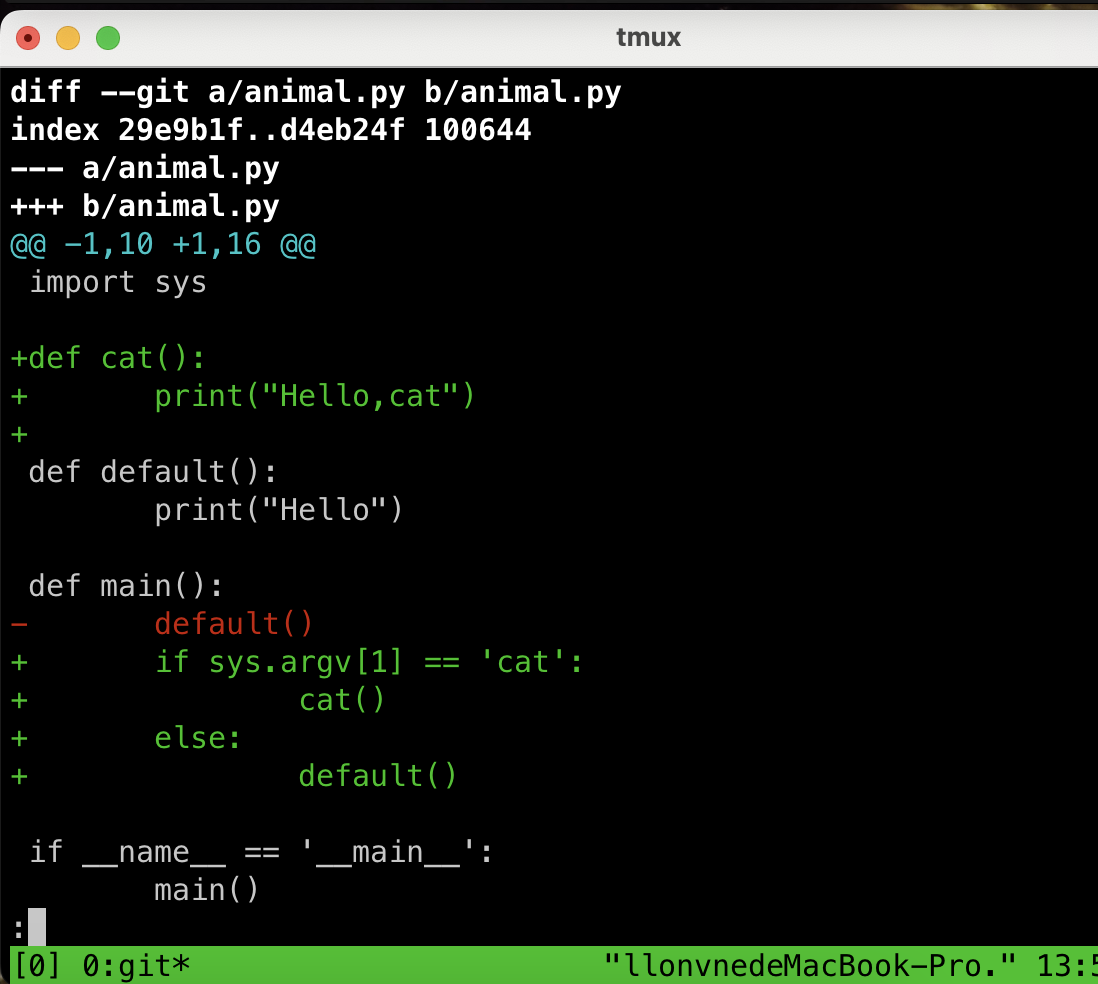 tmux
diff --git a/animal.py b/animal.py
index 29e9b1f..d4eb24f 100644
--- a/animal.py
+++ b/animal.py
@@ -1,10 +1,16 @@
 import sys

+def cat():
+       print("Hello,cat")
+
 def default():
        print("Hello")

 def main():
-       default()
+       if sys.argv[1] == 'cat':
+               cat()
+       else:
+               default()

 if __name__ == '__main__':
        main()
:
[0] 0:git* "llonvnedeMacBook-Pro."